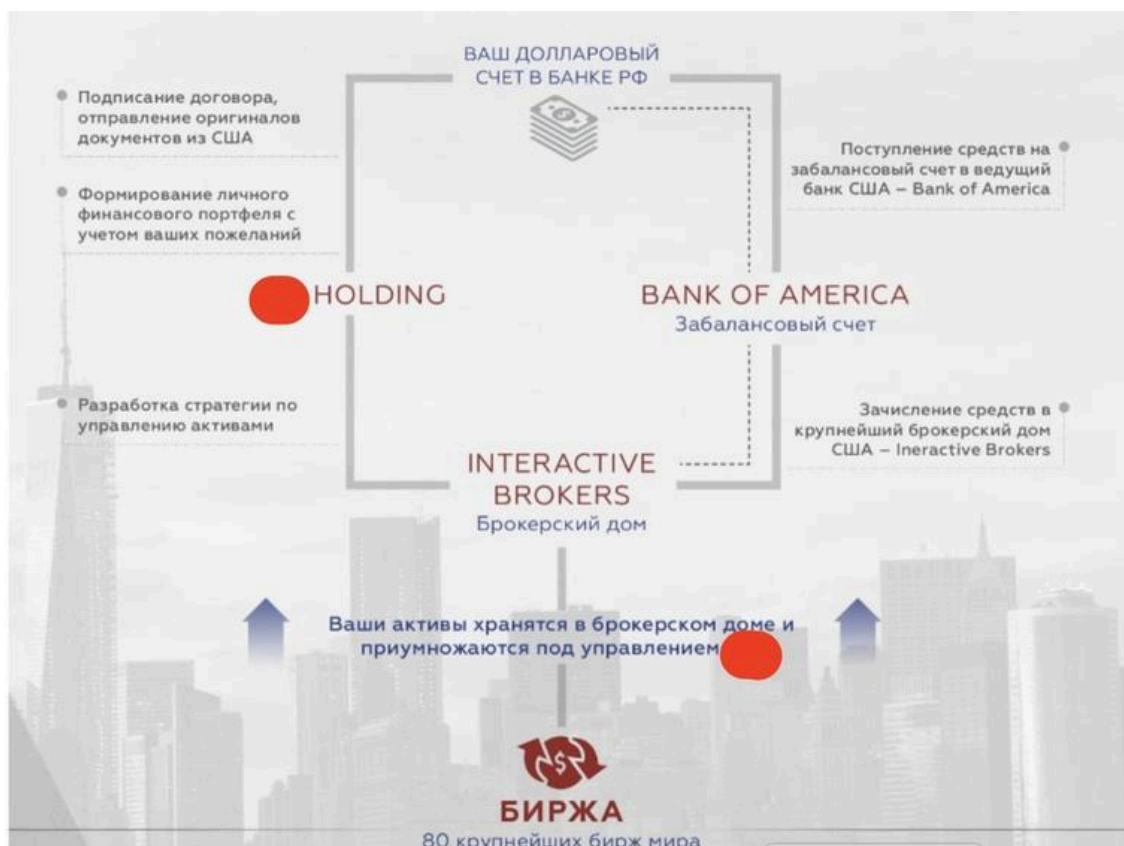 ВАШ ДОЛЛАРОВЫЙ
СЧЕТ В БАНКЕ РФ
Подписание договора,
отправление оригиналов
документов из США
Формирование личного
финансового портфеля с
учетом ваших пожеланий
Поступление средств на
забалансовый счет в ведущий
банк США – Bank of America
HOLDING
BANK OF AMERICA
Забалансовый счет
Разработка стратегии по
управлению активами
Зачисление средств в
крупнейший брокерский дом
США – Ineractive Brokers
INTERACTIVE
BROKERS
Брокерский дом
Ваши активы хранятся в брокерском доме и
приумножаются под управлением
БИРЖА
80 крупнейших бирж мира